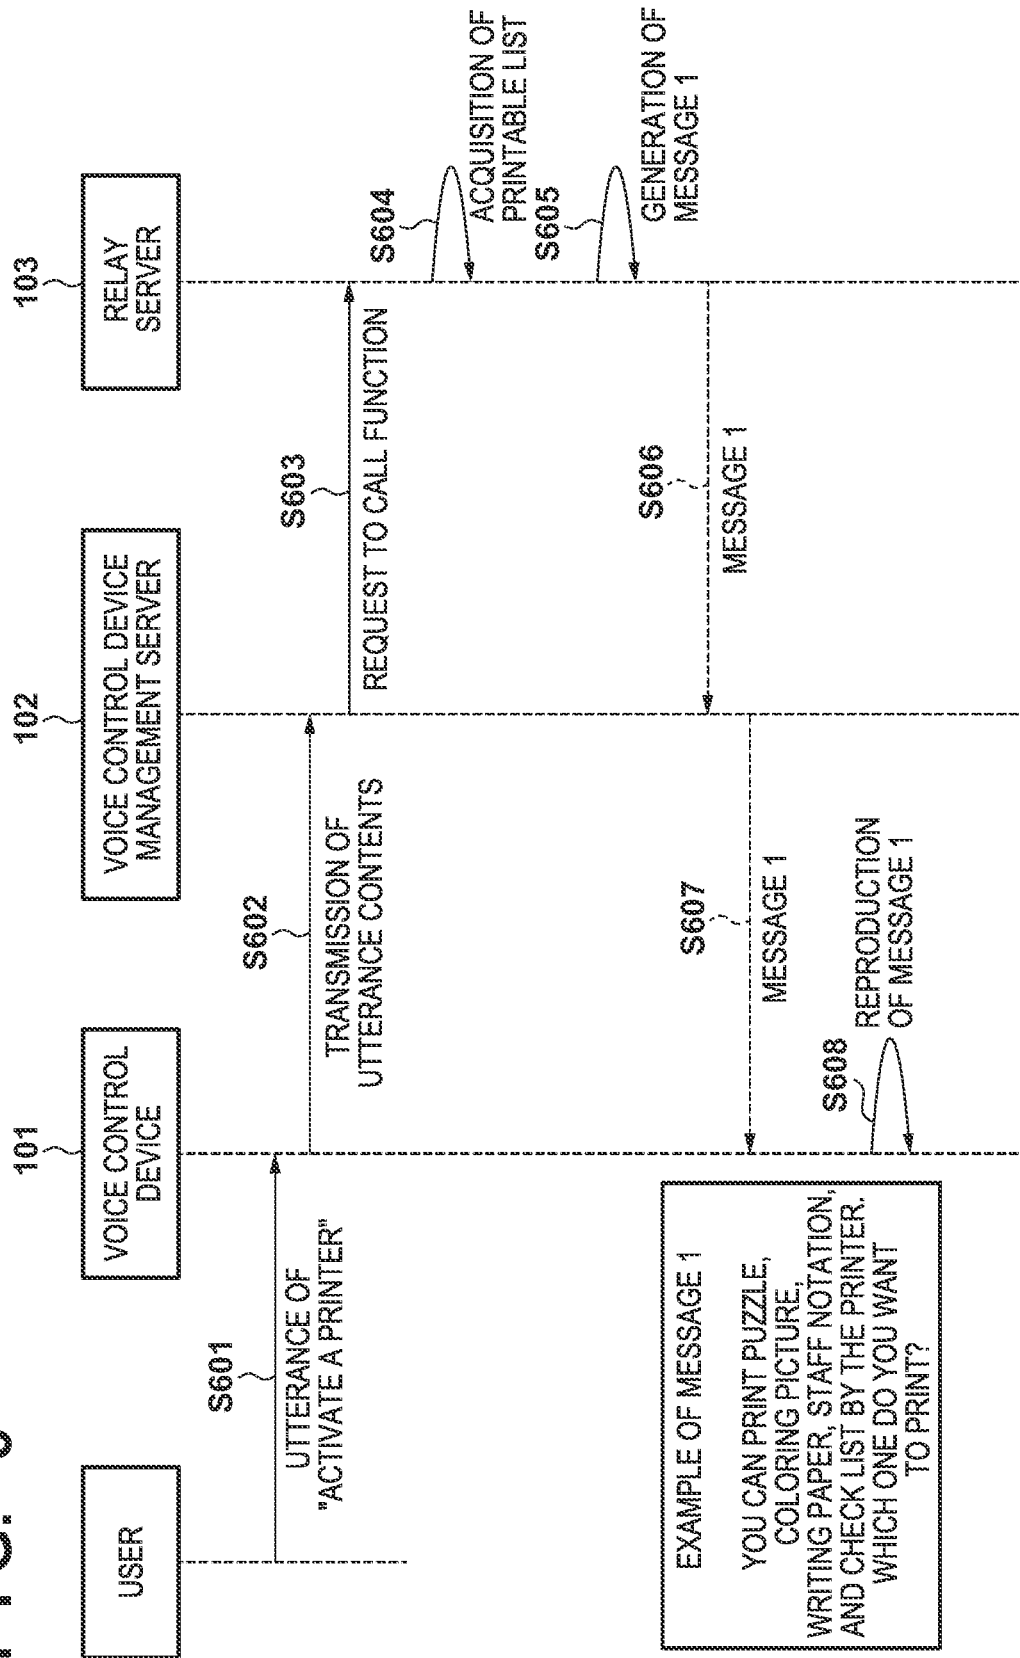 FIG.
101
102
103
USER
VOICE CONTROL
DEVICE
VOICE CONTROL DEVICE
MANAGEMENT SERVER
RELAY
SERVER
S601
UTTERANCE OF
"ACTIVATE A PRINTER"
S602
TRANSMISSION OF
UTTERANCE CONTENTS
S603
REQUEST TO CALL FUNCTION
S604
ACQUISITION OF
PRINTABLE LIST
S605
GENERATION OF
MESSAGE 1
S606
MESSAGE 1
S607
MESSAGE 1
S608
REPRODUCTION
OF MESSAGE 1
EXAMPLE OF MESSAGE 1
YOU CAN PRINT PUZZLE,
COLORING PICTURE,
WRITING PAPER, STAFF NOTATION,
AND CHECK LIST BY THE PRINTER.
WHICH ONE DO YOU WANT
TO PRINT?